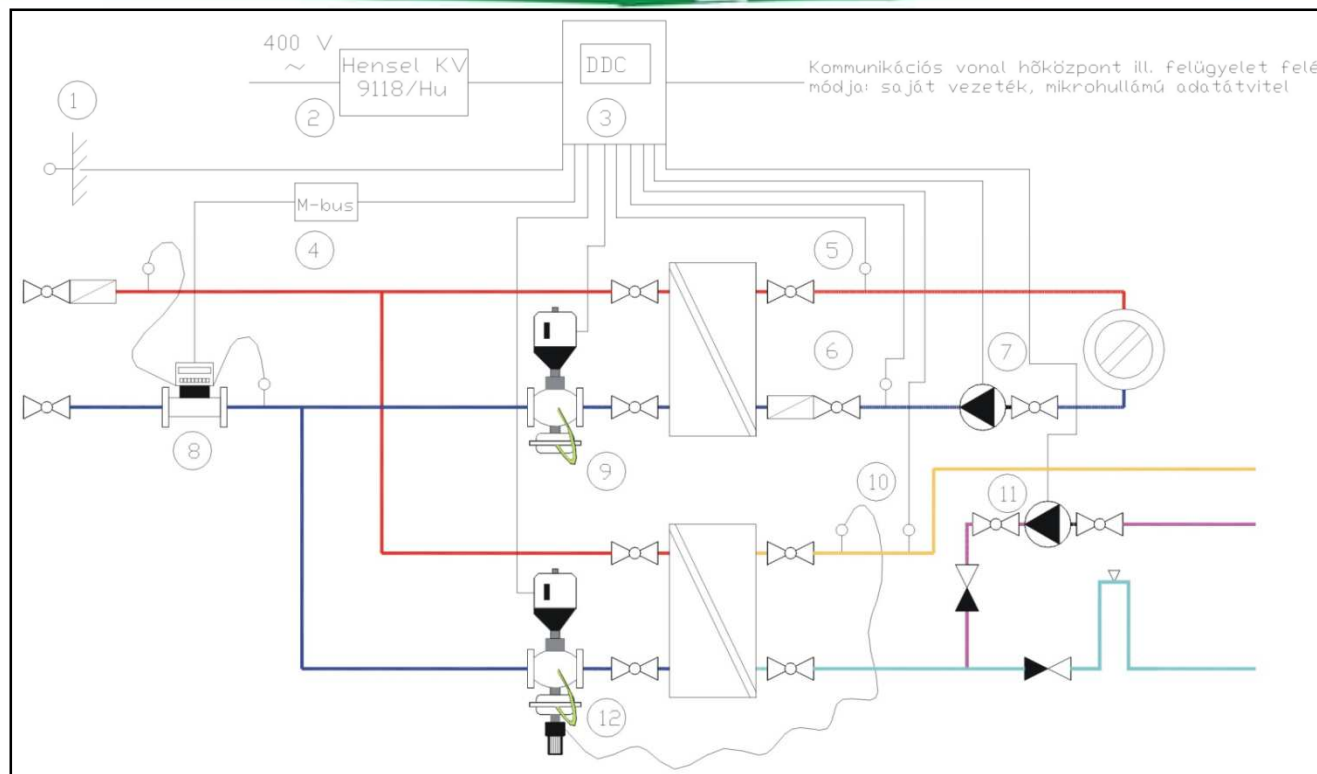 400 V
~
Hensel KV
9118/Hu
DDC
Kommunikációs vonal hőközpont ill. felügyelet felé
módja: saját vezeték, mikrohullámú adatátvitel
1
2
3
M-bus
4
5
6
7
8
9
10
11
12